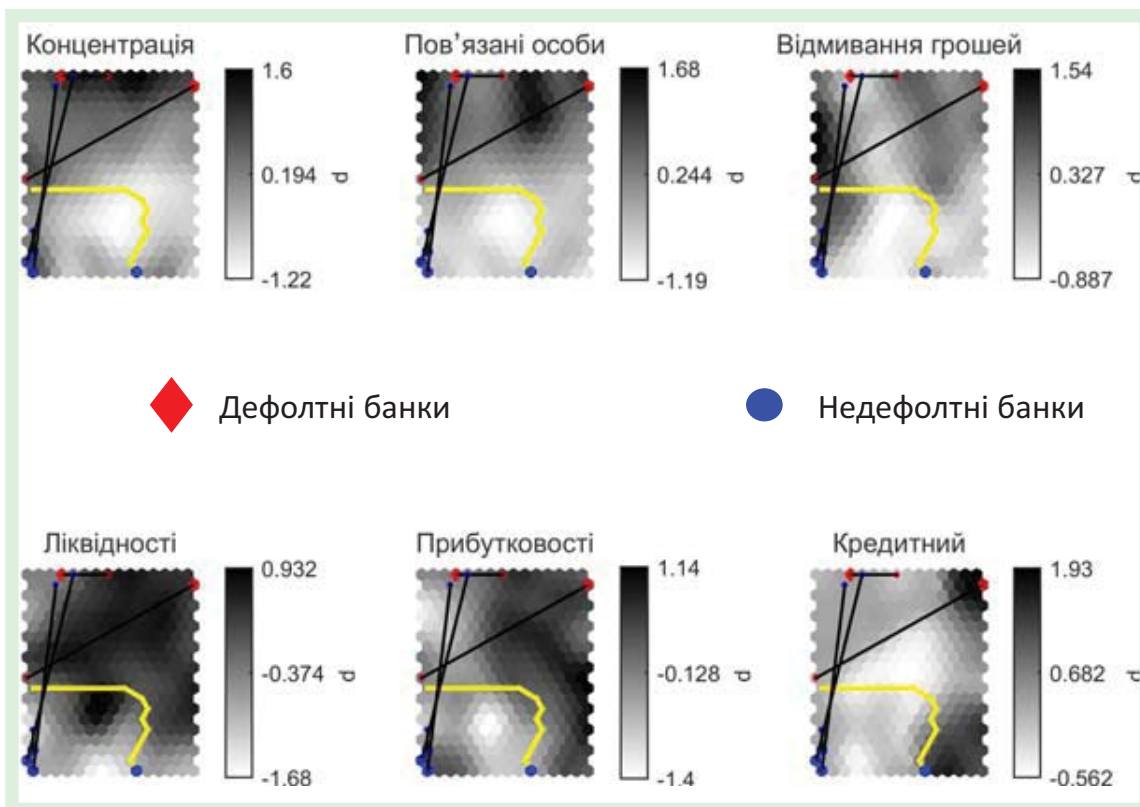 Концентрація
1.6
0.194
-1.22
d
Пов’язані особи
1.68
0.244
-1.19
d
Відмивання грошей
1.54
0.327
-0.887
d
Дефолтні банки
Недефолтні банки
Ліквідності
0.932
-0.374
-1.68
d
Прибутковості
1.14
-0.128
-1.4
d
Кредитний
1.93
0.682
-0.562
d